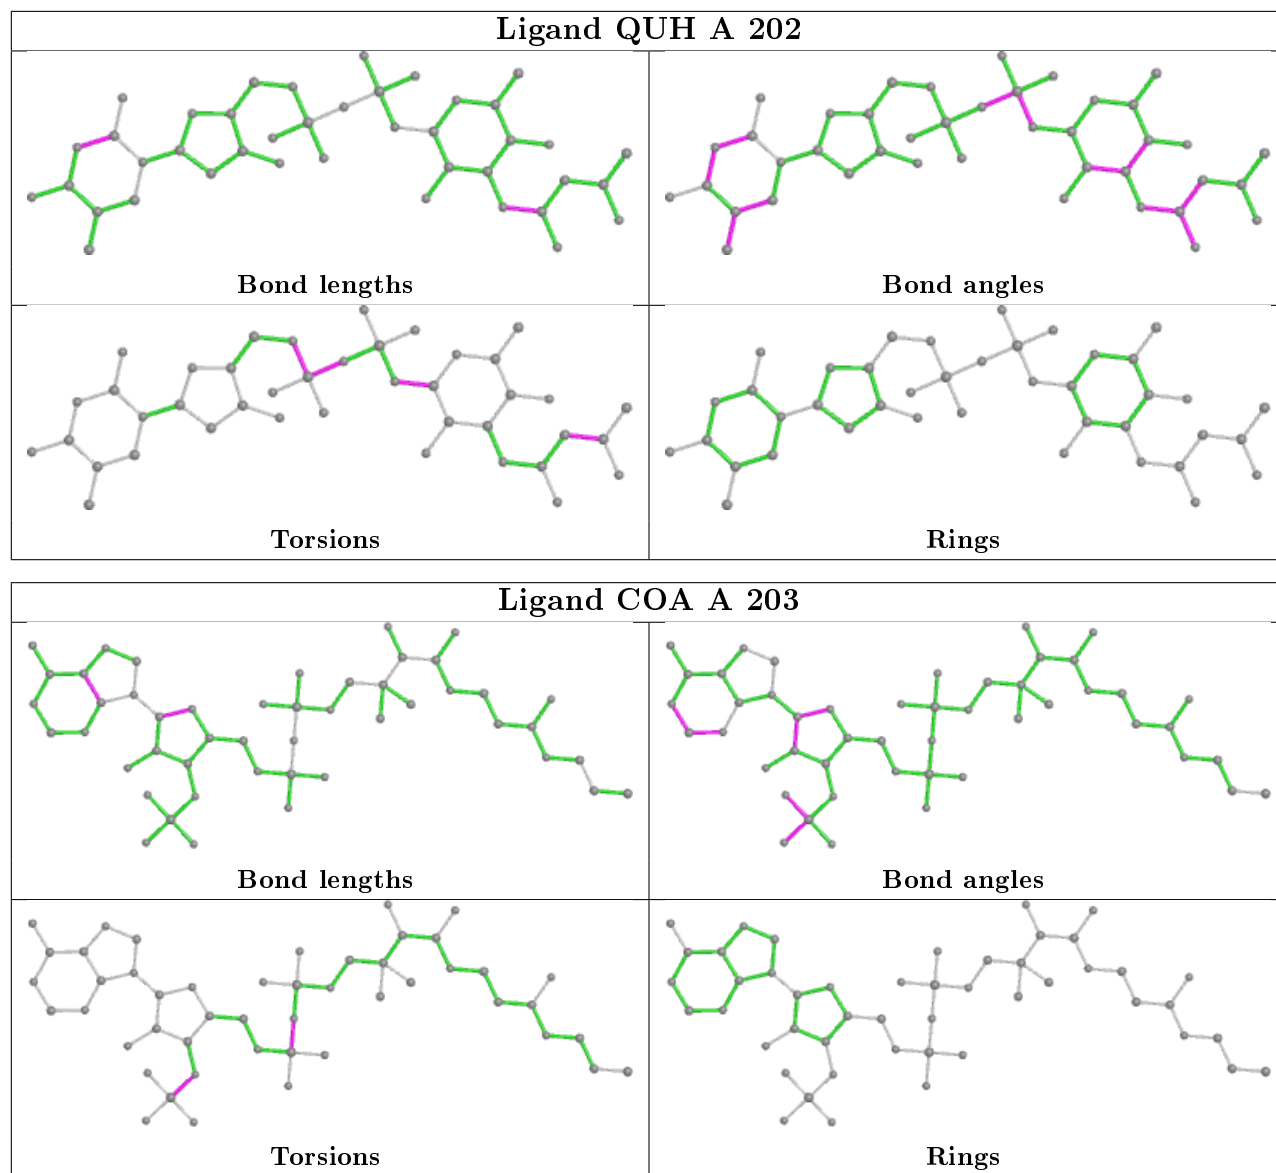 Ligand QUH A 202
Bond lengths
Bond angles
Torsions
Rings
Ligand COA A 203
Bond lengths
Bond angles
Torsions
Rings